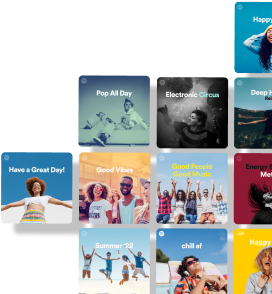 Happy
Pop All Day
Electronic Circus
Deep H
Have a Great Day!
Good Vibes
Good People
Good Music
Energy
Met
Summer '22
chill af
Happy